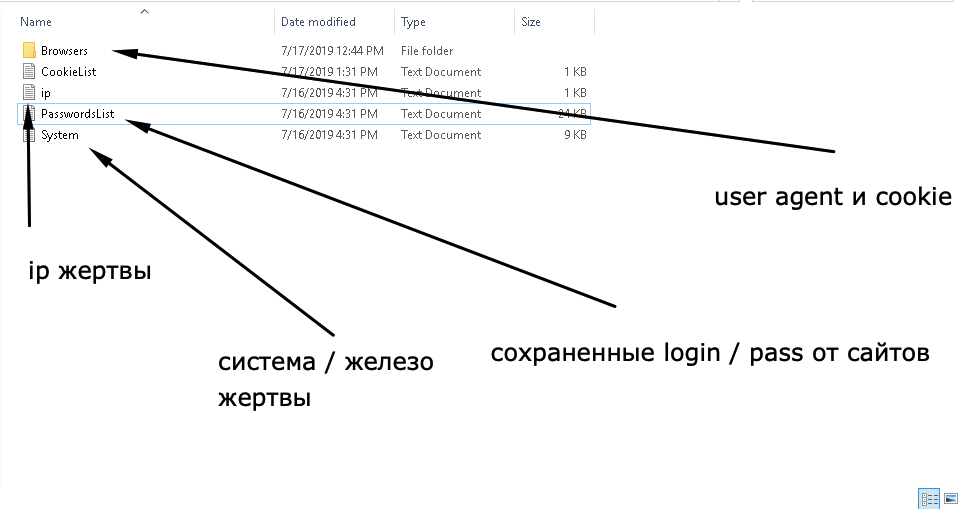 Name Date modified Type Size
Browsers 7/17/2019 12:44 PM File folder
CookieList 7/17/2019 1:31 PM Text Document 1 KB
ip 7/16/2019 4:31 PM Text Document 1 KB
PasswordsList 7/16/2019 4:31 PM Text Document 24 KB
System 7/16/2019 4:31 PM Text Document 9 KB
user agent и cookie
ip жертвы
сохраненные login / pass от сайтов
система / железо
жертвы